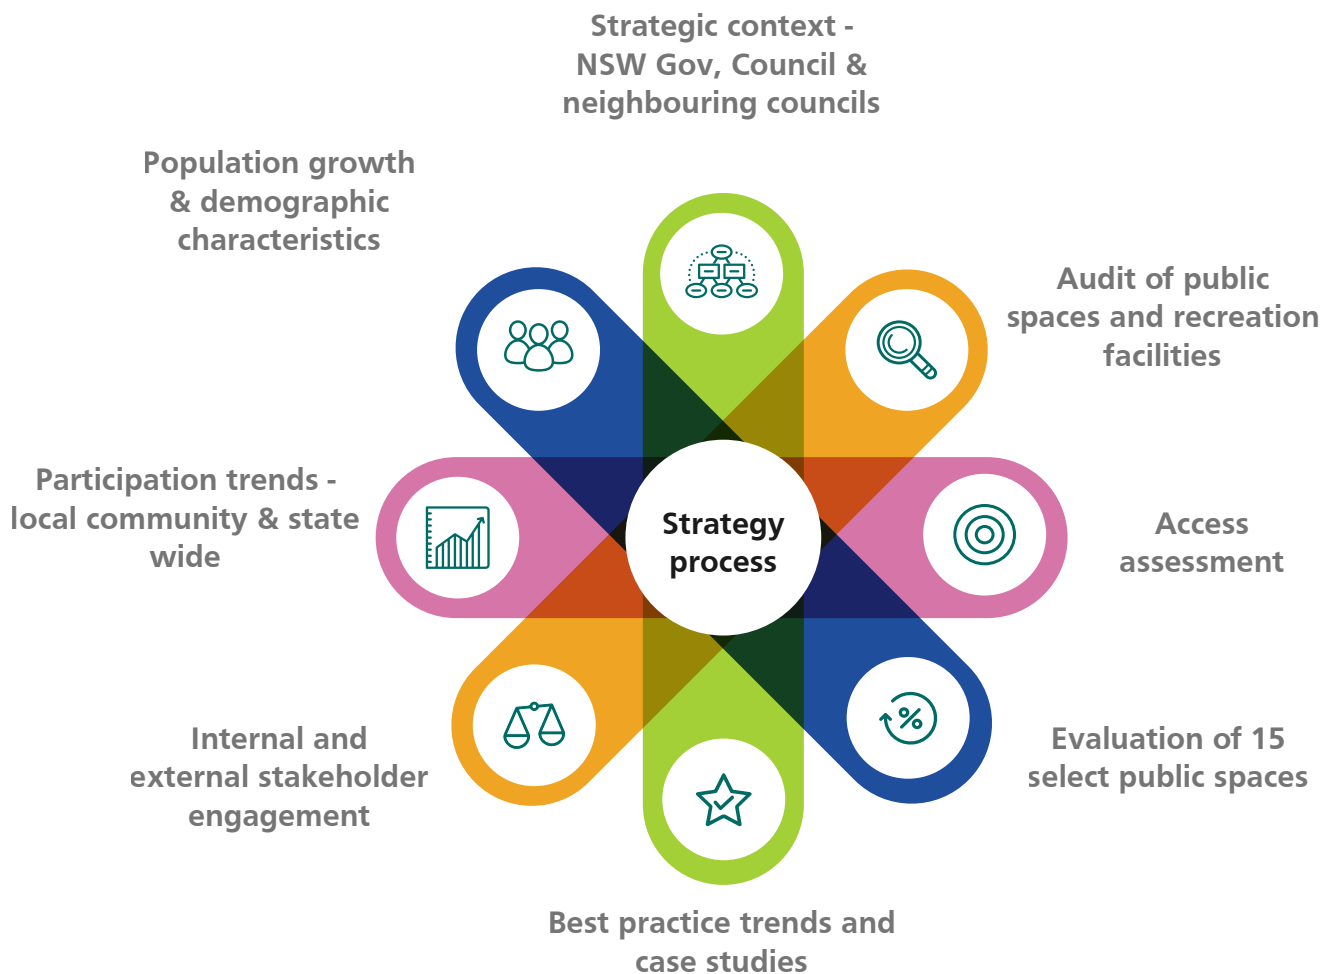 Strategic context -
NSW Gov, Council &
neighbouring councils
Population growth
& demographic
characteristics
Audit of public
spaces and recreation
facilities
Participation trends -
local community & state
wide
Strategy
process
Access
assessment
Internal and
external stakeholder
engagement
Evaluation of 15
select public spaces
Best practice trends and
case studies